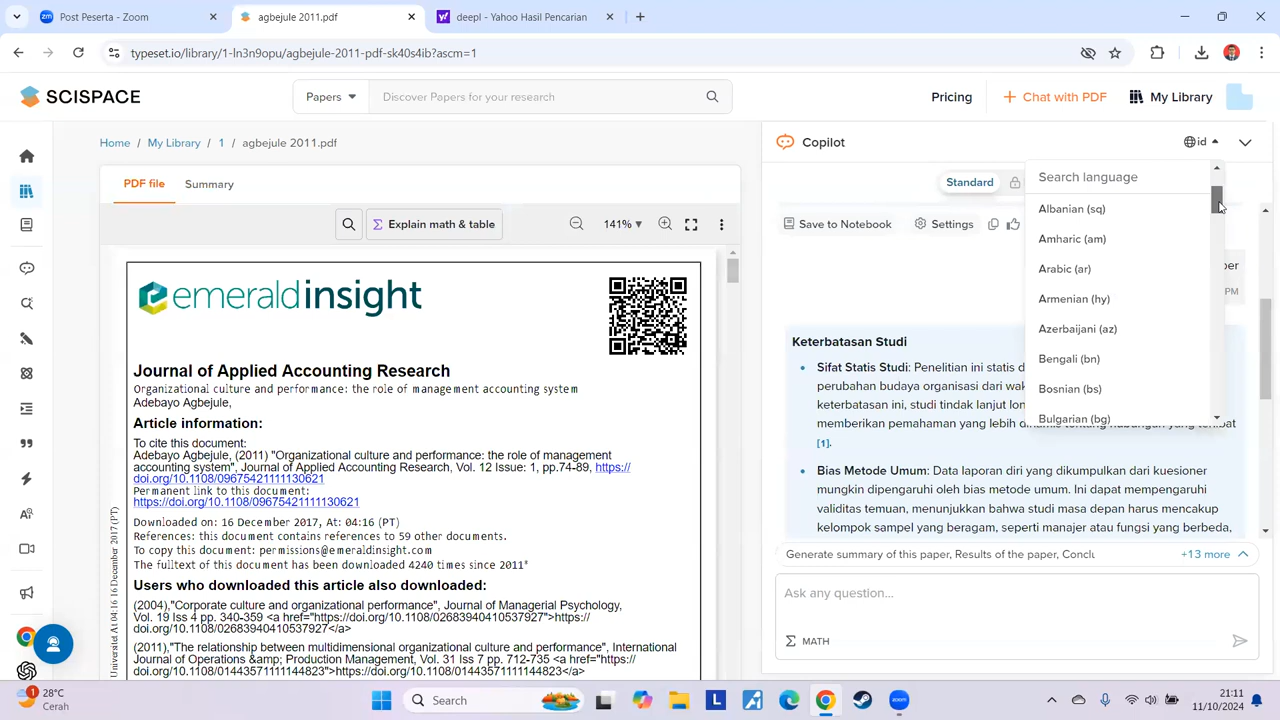 Post Peserta - Zoom
agbejule 2011.pdf
deepl - Yahoo Hasil Pencarian
typeset.io/library/1-ln3n9opu/agbejule-2011-pdf-sk40s4ib?ascm=1
SCISPACE
Papers
Discover Papers for your research
Pricing
Chat with PDF
My Library
Home
My Library / 1 / agbejule 2011.pdf
PDF file
Summary
Explain math & table
141%
emeraldinsight
Journal of Applied Accounting Research
Organizational culture and performance: the role of management accounting system
Adebayo Agbejule,
Article information:
To cite this document:
Adebayo Agbejule, (2011) "Organizational culture and performance: the role of management
accounting system", Journal of Applied Accounting Research, Vol. 12 Issue: 1, pp.74-89, https://
doi.org/10.1108/09675421111130621
Permanent link to this document:
https://doi.org/10.1108/09675421111130621
Downloaded on: 16 December 2017, At: 04:16 (PT)
References: this document contains references to 59 other documents.
To copy this document: permissions@emeraldinsight.com
The fulltext of this document has been downloaded 4240 times since 2011*
Users who downloaded this article also downloaded:
(2004),"Corporate culture and organizational performance", Journal of Managerial Psychology,
Vol. 19 Iss 4 pp. 340-359 <a href="https://doi.org/10.1108/02683940410537927">https://
doi.org/10.1108/02683940410537927</a>
(2011),"The relationship between multidimensional organizational culture and performance", International
Journal of Operations &amp; Production Management, Vol. 31 Iss 7 pp. 712-735 <a href="https://
doi.org/10.1108/01443571111144823">https://doi.org/10.1108/01443571111144823</a>
At 04:16 16 December 2017 (PT)
Copilot
id
Standard
Save to Notebook
Settings
Search language
Albanian (sq)
Amharic (am)
Arabic (ar)
Armenian (hy)
Azerbaijani (az)
Bengali (bn)
Bosnian (bs)
Bulgarian (bg)
PM
Keterbatasan Studi
Sifat Statis Studi: Penelitian ini statis
perubahan budaya organisasi dari
keterbatasan ini, studi tindak lanjut
memberikan pemahaman yang lebih
[1].
Bias Metode Umum: Data laporan diri yang dikumpulkan dari kuesioner
mungkin dipengaruhi oleh bias metode umum. Ini dapat mempengaruhi
validitas temuan, menunjukkan bahwa studi masa depan harus mencakup
kelompok sampel yang beragam, seperti manajer atau fungsi yang berbeda,
Generate summary of this paper, Results of the paper,
+13 more
Ask any question...
MATH
1
28°C
Cerah
Search
21:11
11/10/2024